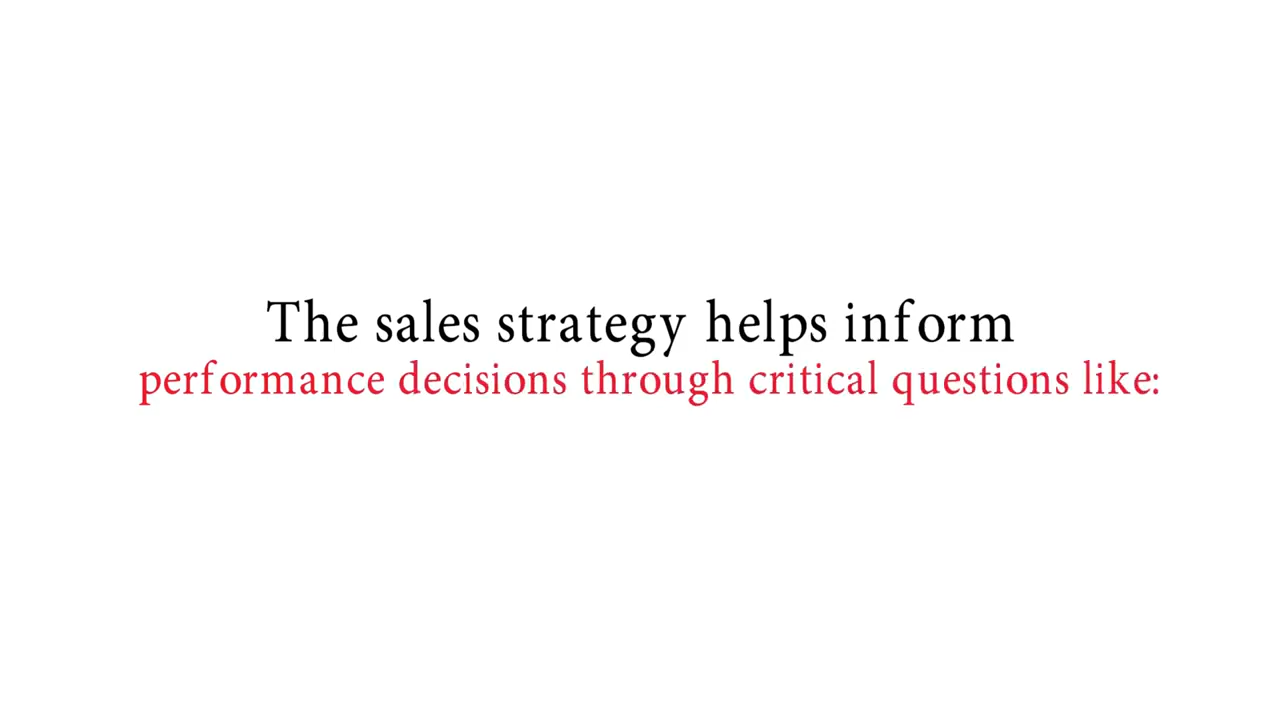 The sales strategy helps inform
performance decisions through critical questions like: